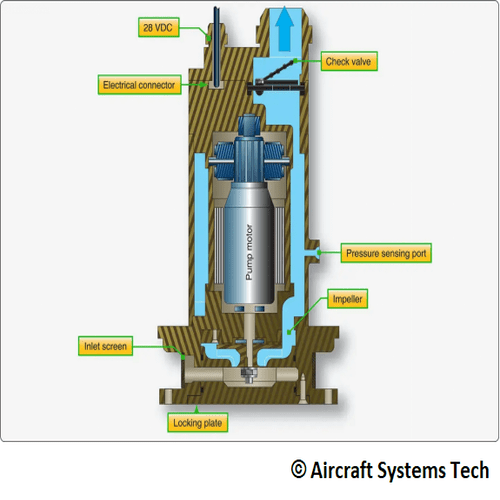 28 VDC
Check valve
Electrical connector
Pump motor
Pressure sensing port
Impeller
Inlet screen
Locking plate
© Aircraft Systems Tech